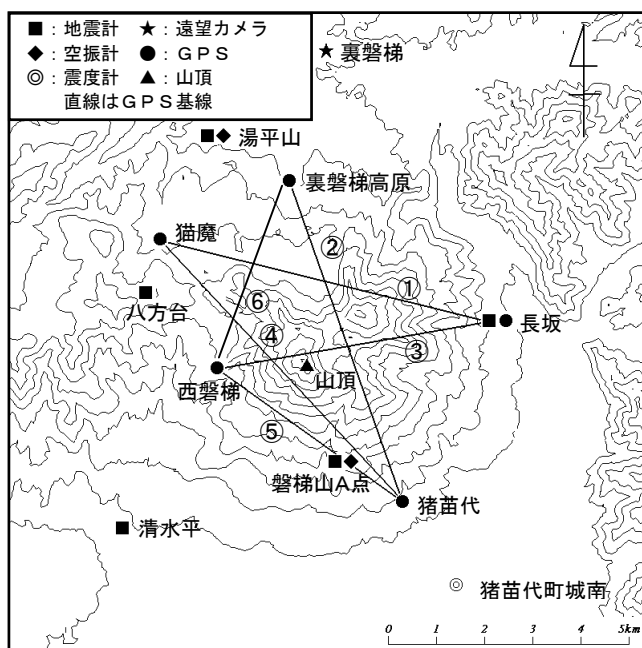 ■：地震計 ★：遠望カメラ
◆：空振計 ●：ＧＰＳ
◎：震度計 ▲：山頂
直線はＧＰＳ基線
裏磐梯
湯平山
裏磐梯高原
猫魔
②
①
⑥
八方台
④
長坂
③
西磐梯
山頂
⑤
磐梯山A点
猪苗代
清水平
猪苗代町城南
0 1 2 3 4 5km